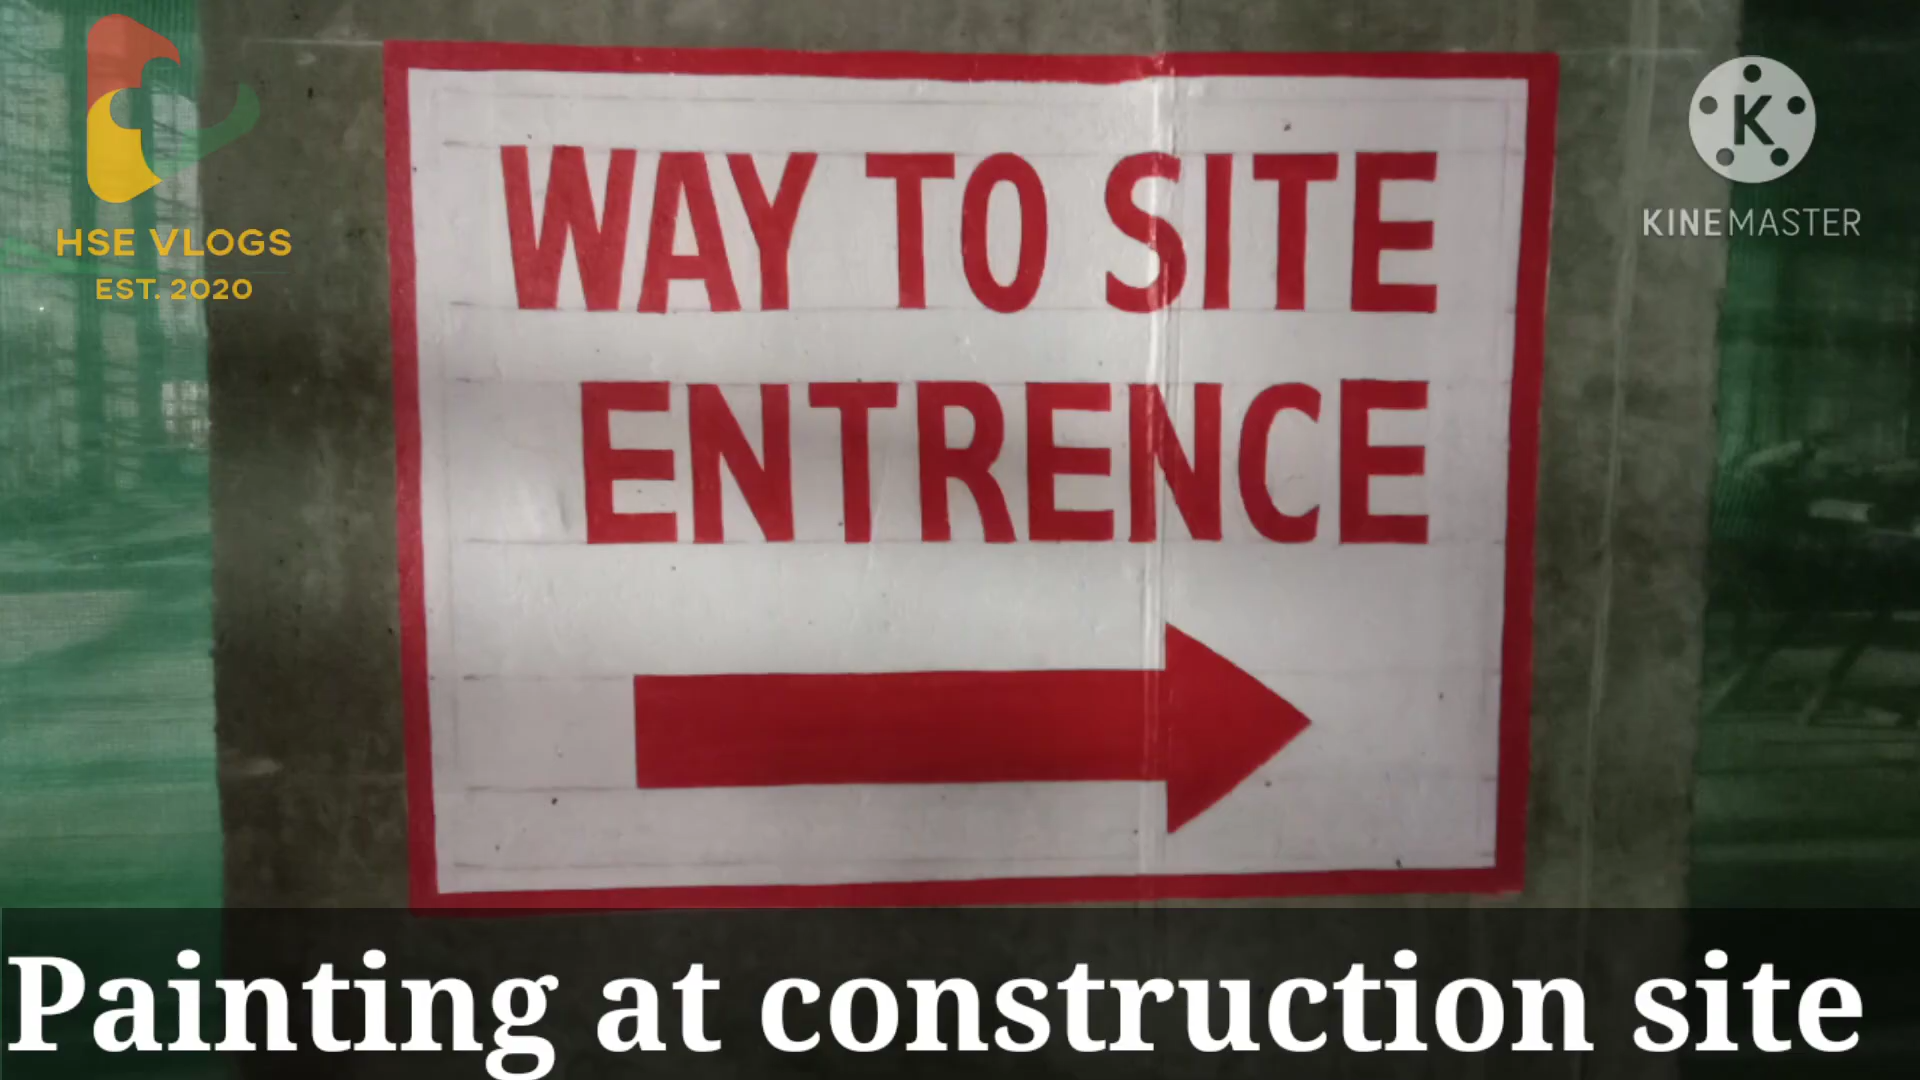 HSE VLOGS
EST. 2020
K
KINEMASTER
WAY TO SITE
ENTRENCE
Painting at construction site